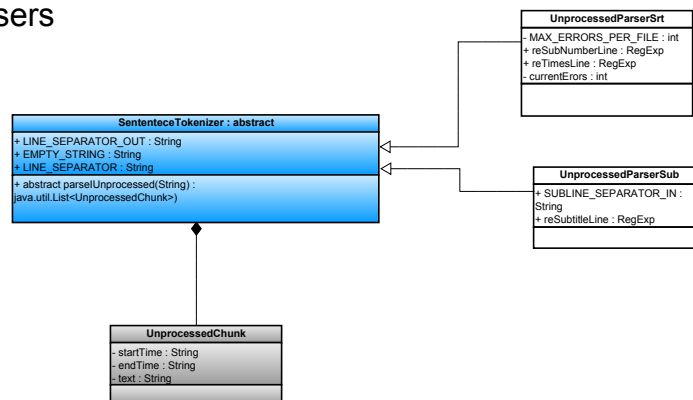 sers
UnprocessedParserSrt
- MAX_ERRORS_PER_FILE : int
+ reSubNumberLine : RegExp
+ reTimesLine : RegExp
- currentErors : int
SententeceTokenizer : abstract
+ LINE_SEPARATOR_OUT : String
+ EMPTY_STRING : String
+ LINE_SEPARATOR : String
+ abstract parselUnprocessed(String) :
java.util.List<UnprocessedChunk>)
UnprocessedParserSub
+ SUBLINE_SEPARATOR_IN :
String
+ reSubtitleLine : RegExp
UnprocessedChunk
- startTime : String
- endTime : String
- text : String